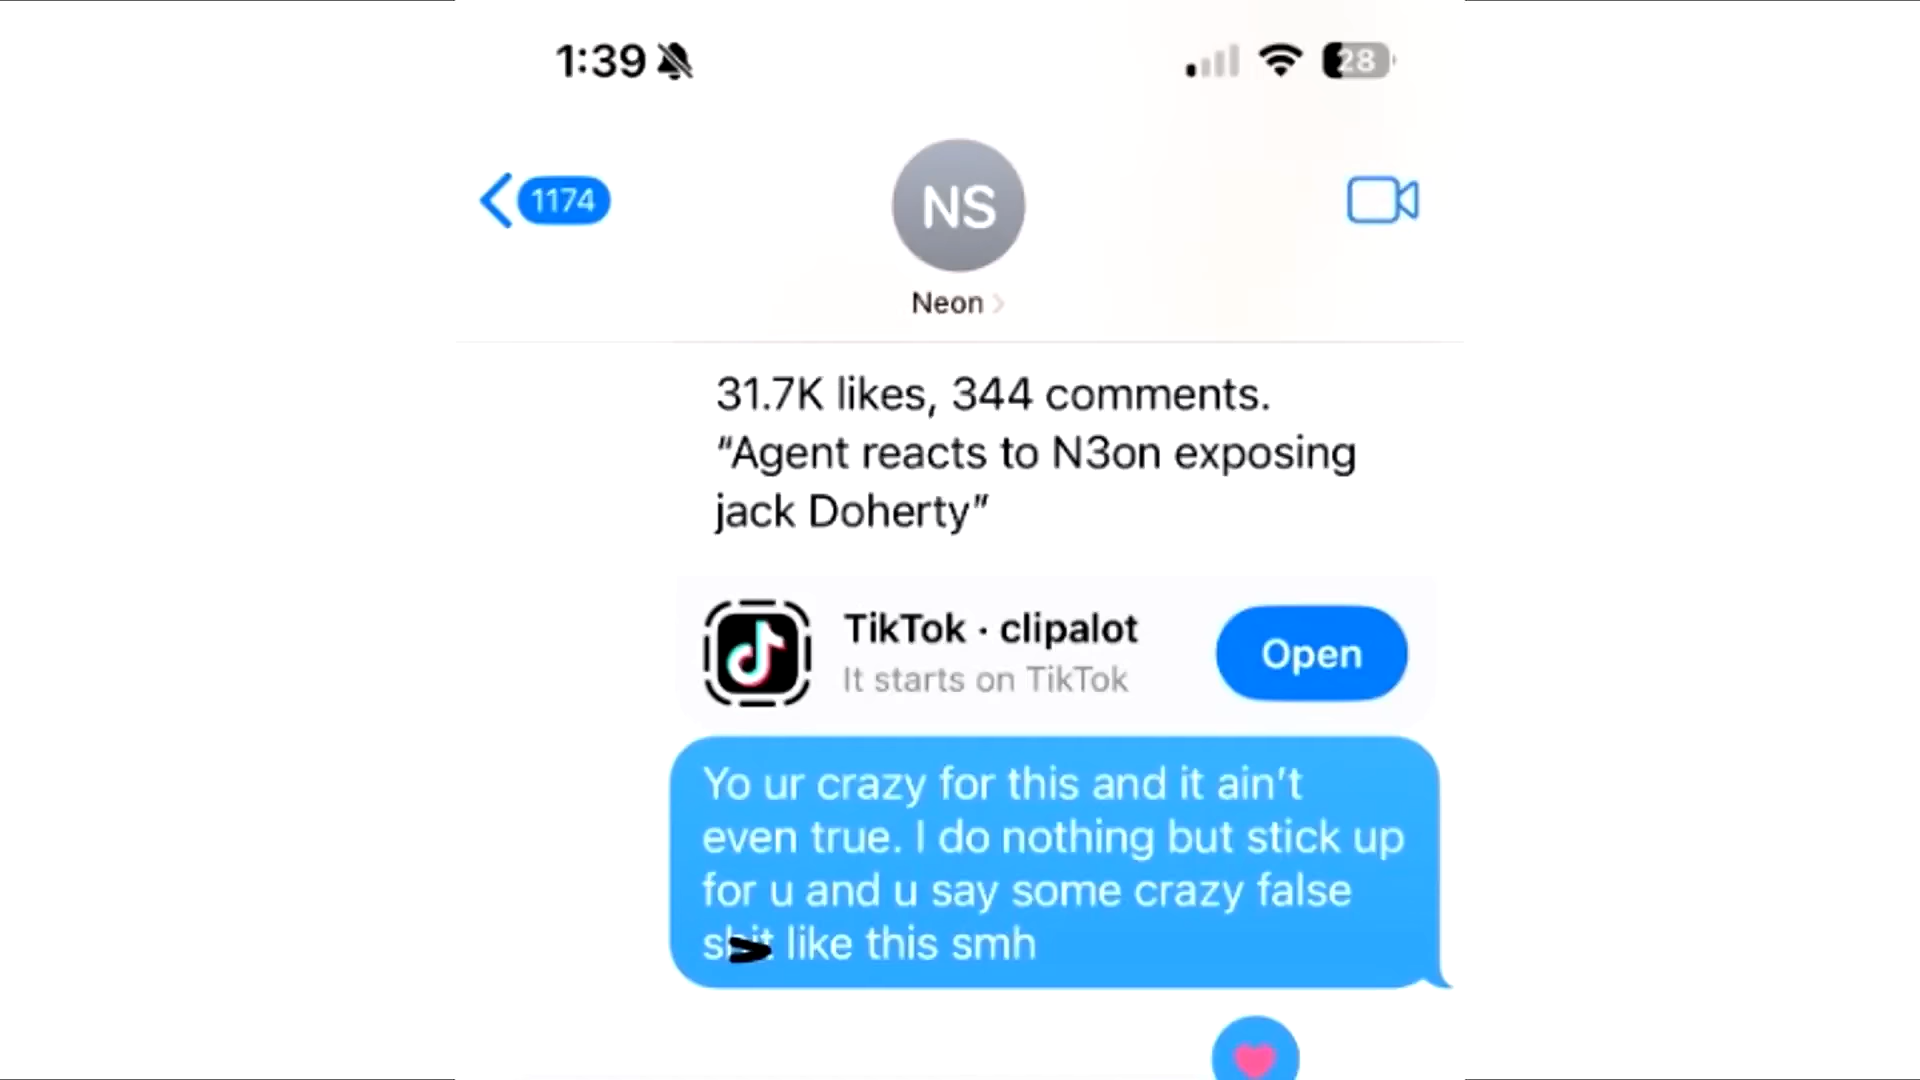 1:39
28
1174
NS
Neon
31.7K likes, 344 comments.
“Agent reacts to N3on exposing
jack Doherty”
TikTok · clipalot
It starts on TikTok
Open
Yo ur crazy for this and it ain’t
even true. I do nothing but stick up
for u and u say some crazy false
shit like this smh